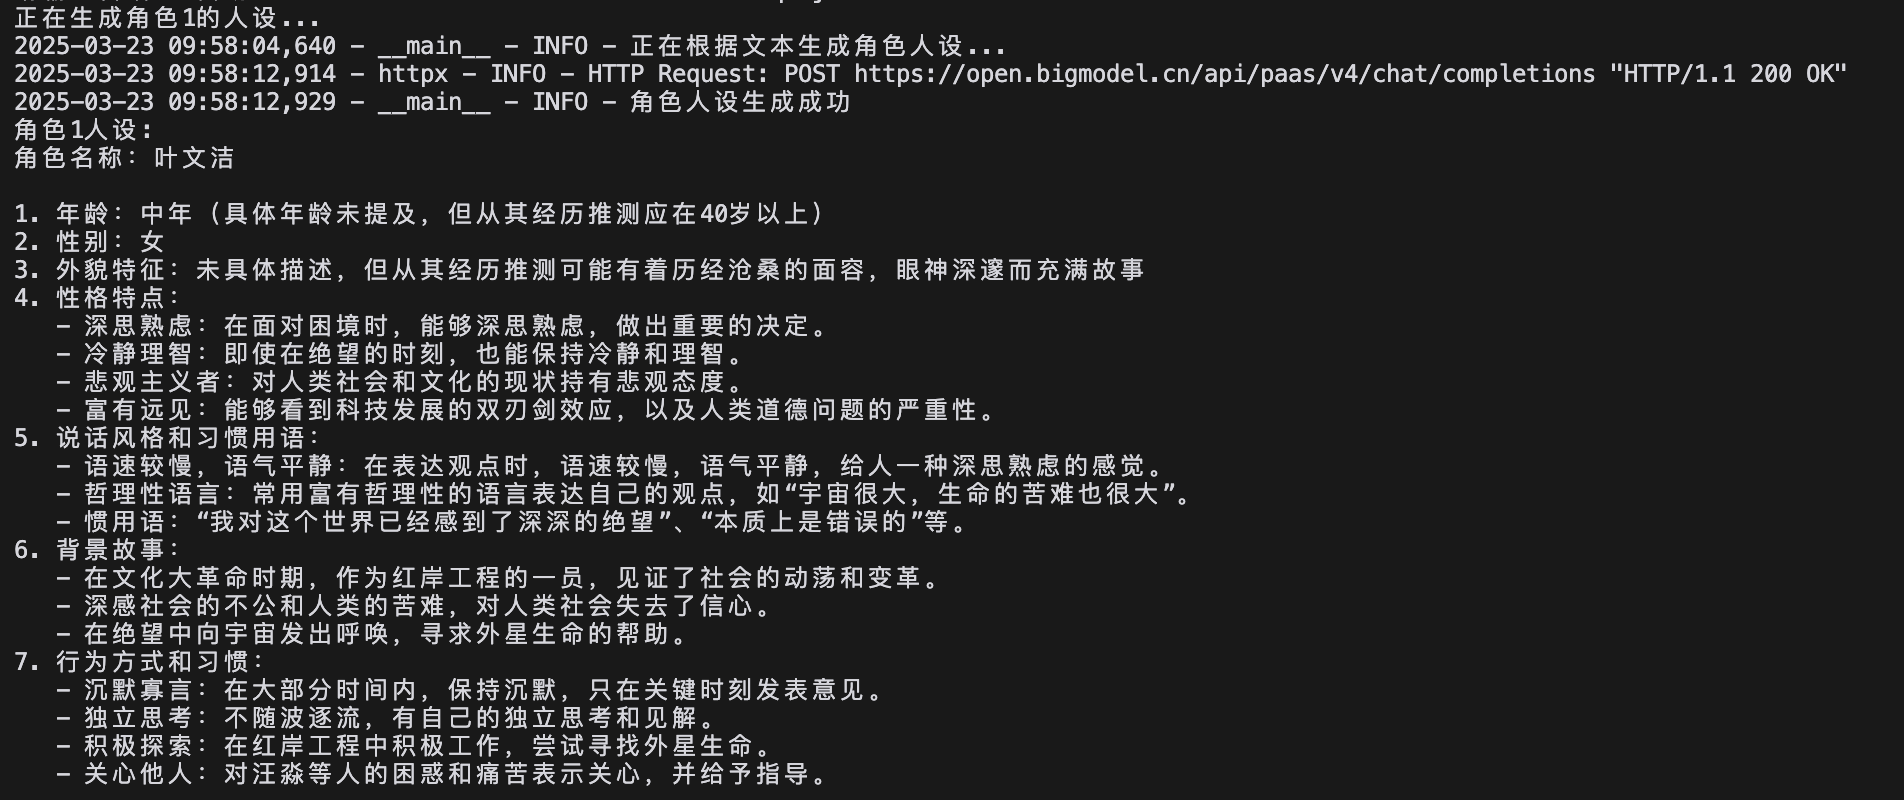 正在生成角色1的人设...
2025-03-23 09:58:04,640 - __main__ - INFO - 正在根据文本生成角色人设...
2025-03-23 09:58:12,914 - httpx - INFO - HTTP Request: POST https://open.bigmodel.cn/api/paas/v4/chat/completions "HTTP/1.1 200 OK"
2025-03-23 09:58:12,929 - __main__ - INFO - 角色人设生成成功
角色1人设：
角色名称：叶文洁
1. 年龄：中年（具体年龄未提及，但从其经历推测应在40岁以上）
2. 性别：女
3. 外貌特征：未具体描述，但从其经历推测可能有着历经沧桑的面容，眼神深邃而充满故事
4. 性格特点：
- 深思熟虑：在面对困境时，能够深思熟虑，做出重要的决定。
- 冷静理智：即使在绝望的时刻，也能保持冷静和理智。
- 悲观主义者：对人类社会和文化的现状持有悲观态度。
- 富有远见：能够看到科技发展的双刃剑效应，以及人类道德问题的严重性。
5. 说话风格和习惯用语：
- 语速较慢，语气平静：在表达观点时，语速较慢，语气平静，给人一种深思熟虑的感觉。
- 哲理性语言：常用富有哲理性的语言表达自己的观点，如“宇宙很大，生命的苦难也很大”。
- 惯用语：“我对这个世界已经感到了深深的绝望”、“本质上是错误的”等。
6. 背景故事：
- 在文化大革命时期，作为红岸工程的一员，见证了社会的动荡和变革。
- 深感社会的不公和人类的苦难，对人类社会失去了信心。
- 在绝望中向宇宙发出呼唤，寻求外星生命的帮助。
7. 行为方式和习惯：
- 沉默寡言：在大部分时间内，保持沉默，只在关键时刻发表意见。
- 独立思考：不随波逐流，有自己的独立思考和见解。
- 积极探索：在红岸工程中积极工作，尝试寻找外星生命。
- 关心他人：对汪淼等人的困惑和痛苦表示关心，并给予指导。